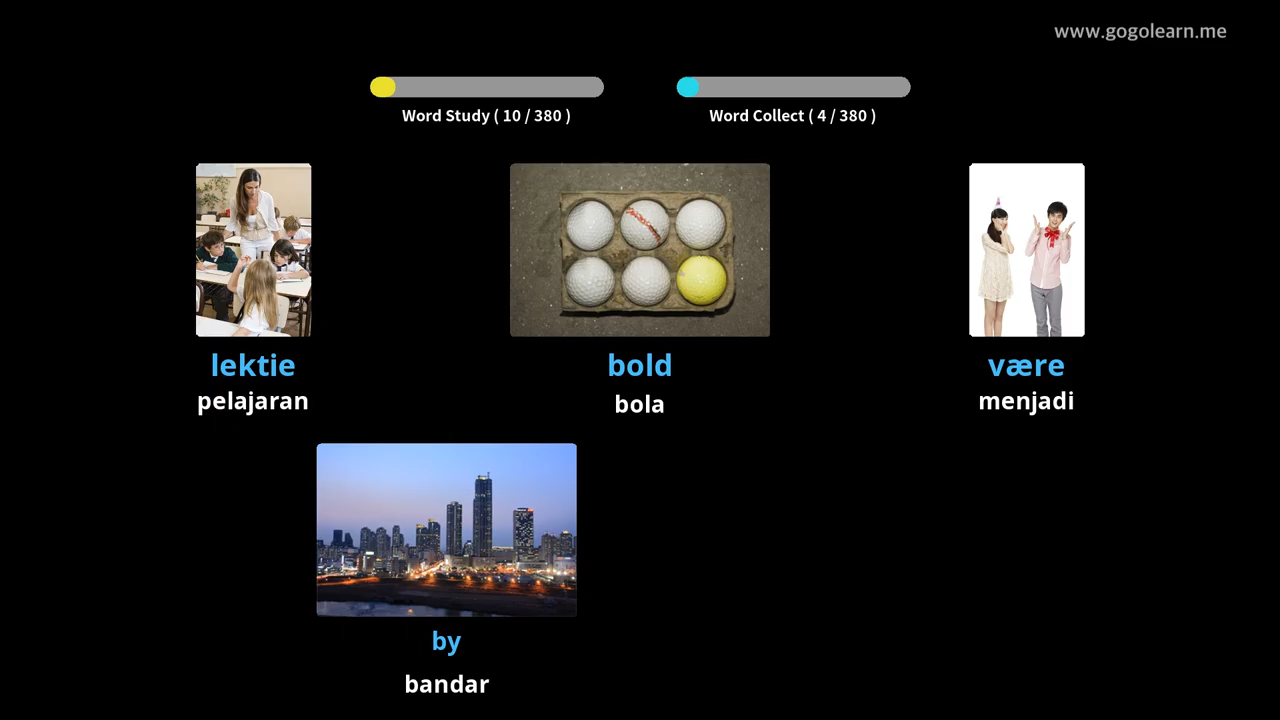 www.gogolearn.me
Word Study ( 10 / 380 )
Word Collect ( 4 / 380 )
lektie
pelajaran
bold
bola
være
menjadi
by
bandar